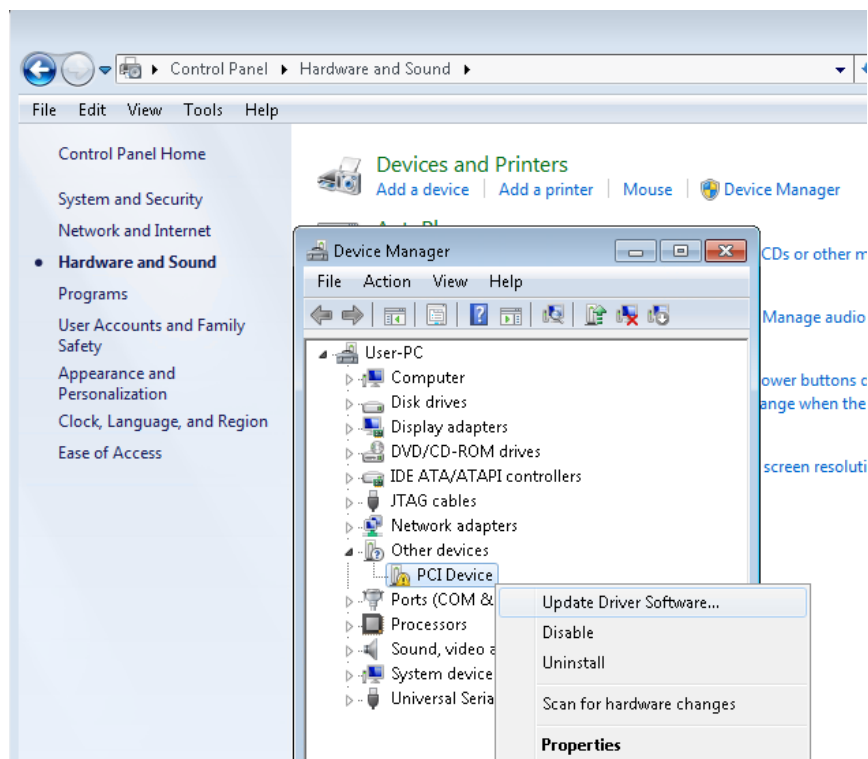 Control Panel Hardware and Sound
File Edit View Tools Help
Control Panel Home
System and Security
Network and Internet
Hardware and Sound
Programs
User Accounts and Family
Safety
Appearance and
Personalization
Clock, Language, and Region
Ease of Access
Devices and Printers
Add a device Add a printer Mouse Device Manager
CDs or other m
Manage audio
ower buttons
ange when the
screen resoluti
Device Manager
File Action View Help
User-PC
Computer
Disk drives
Display adapters
DVD/CD-ROM drives
IDE ATA/ATAPI controllers
JTAG cables
Network adapters
Other devices
PCI Device
Ports (COM &
Processors
Sound, video a
System device
Universal Seria
Update Driver Software...
Disable
Uninstall
Scan for hardware changes
Properties